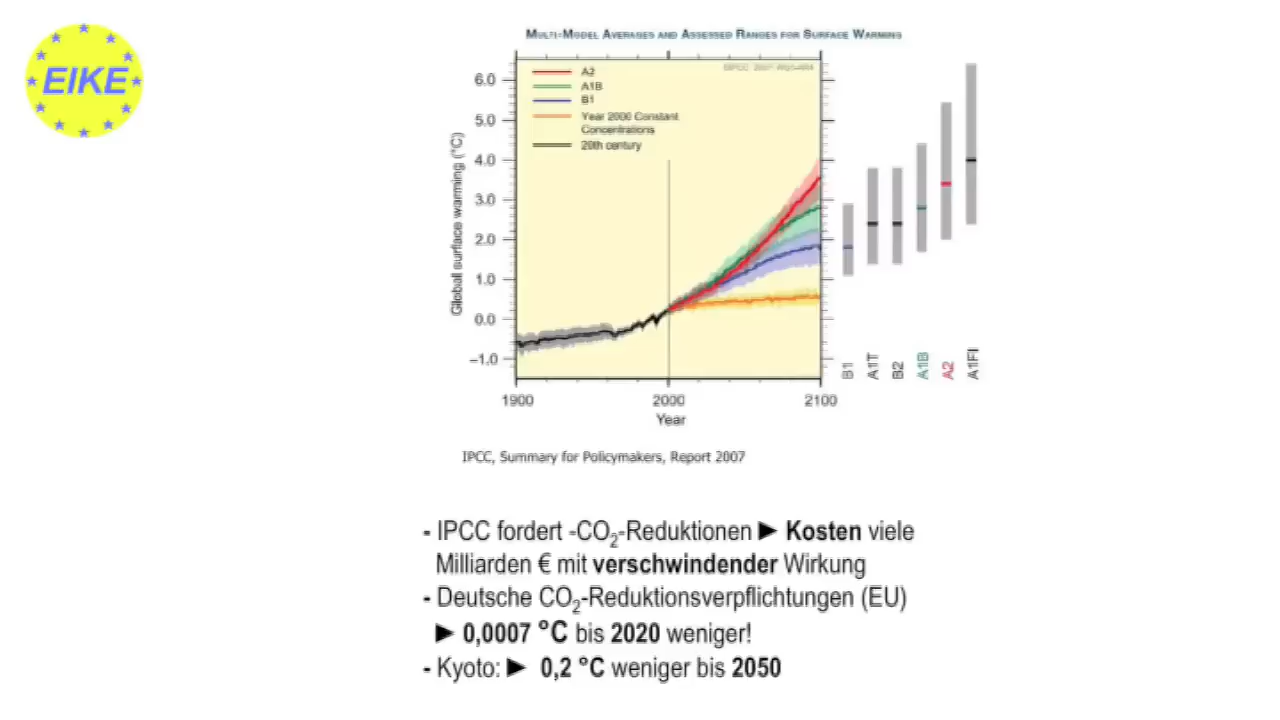 EIKE
Multi-Model Averages and Assessed Ranges for Surface Warming
A2
A1B
B1
Year 2000 Constant
Concentrations
20th century
6.0
5.0
4.0
3.0
2.0
1.0
0.0
–1.0
Global surface warming (°C)
1900
2000
2100
Year
B1
A1T
B2
A1B
A2
A1FI
IPCC, Summary for Policymakers, Report 2007
- IPCC fordert -CO2-Reduktionen ► Kosten viele
Milliarden € mit verschwindender Wirkung
- Deutsche CO2-Reduktionsverpflichtungen (EU)
► 0,0007 °C bis 2020 weniger!
- Kyoto: ► 0,2 °C weniger bis 2050